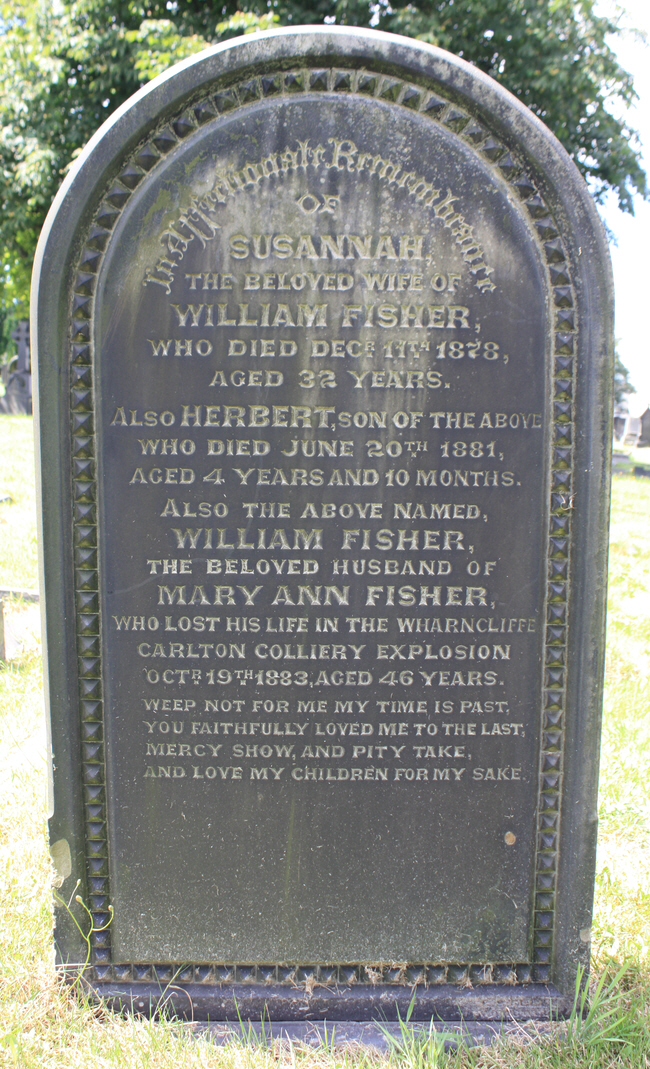 In Affectionate Remembrance
OF
SUSANNAH,
THE BELOVED WIFE OF
WILLIAM FISHER,
WHO DIED DECR. 17TH 1878,
AGED 32 YEARS.
ALSO HERBERT, SON OF THE ABOVE
WHO DIED JUNE 20TH 1881,
AGED 4 YEARS AND 10 MONTHS.
ALSO THE ABOVE NAMED,
WILLIAM FISHER,
THE BELOVED HUSBAND OF
MARY ANN FISHER,
WHO LOST HIS LIFE IN THE WHARNCLIFFE
CARLTON COLLIERY EXPLOSION
OCTR. 19TH 1883, AGED 46 YEARS.
WEEP NOT FOR ME MY TIME IS PAST,
YOU FAITHFULLY LOVED ME TO THE LAST,
MERCY SHOW, AND PITY TAKE,
AND LOVE MY CHILDREN FOR MY SAKE.